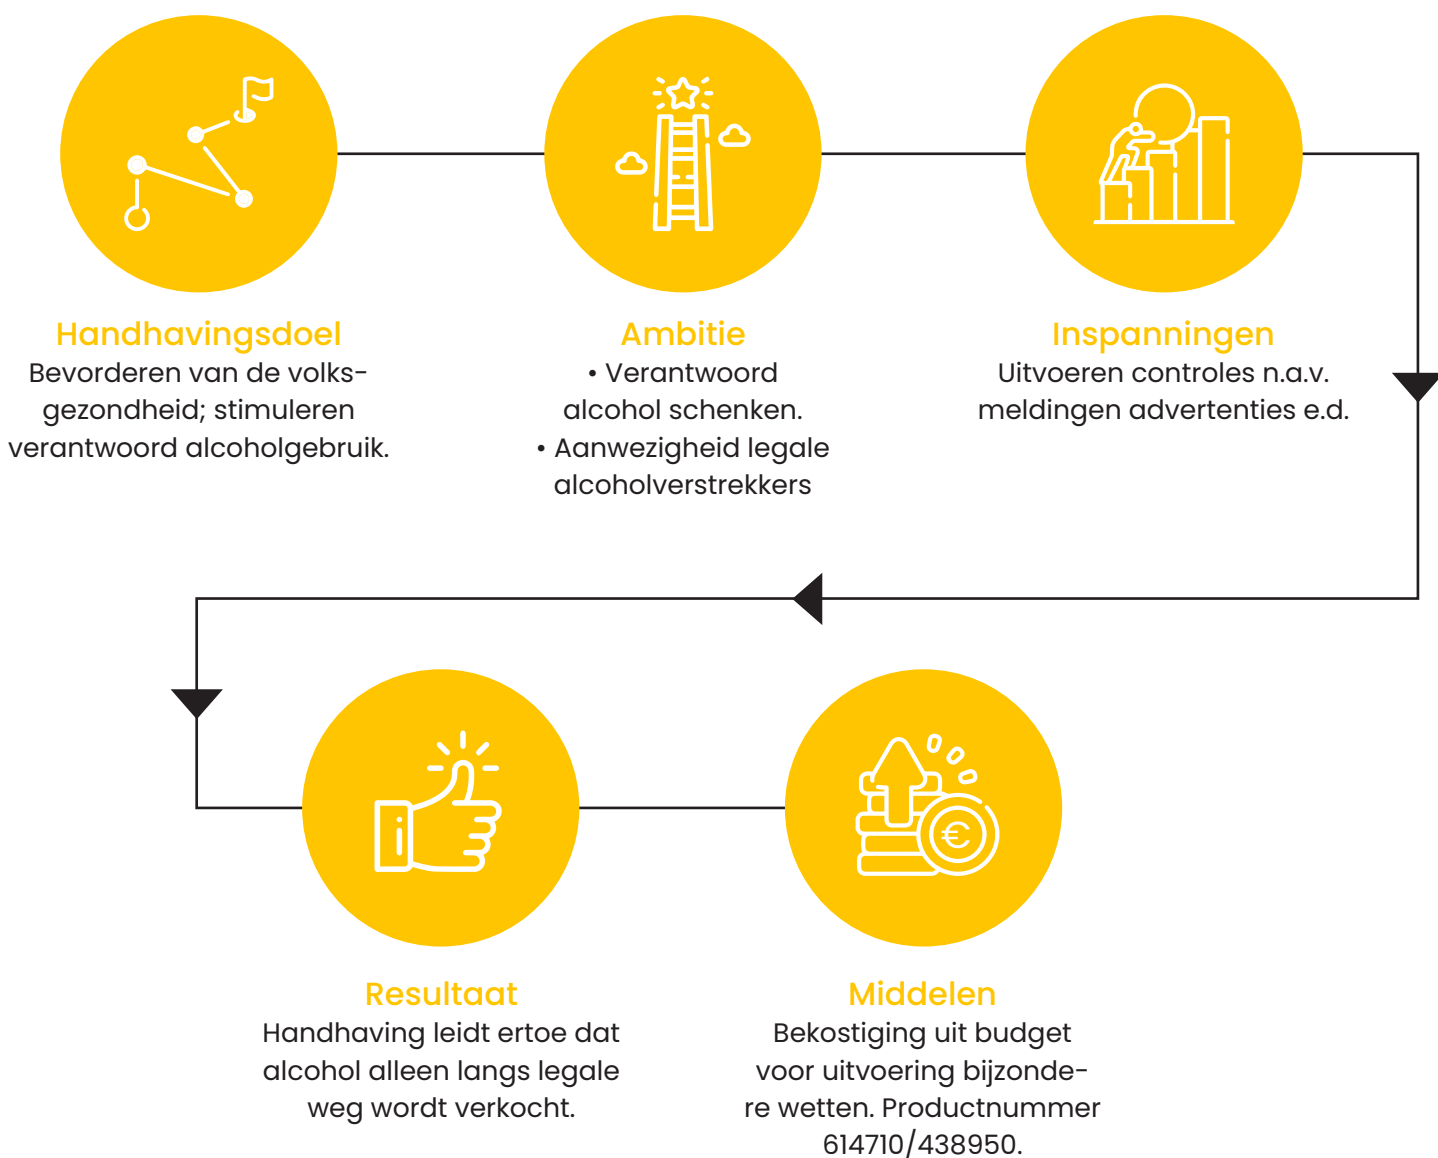 Handhavingsdoel
Bevorderen van de volks-
gezondheid; stimuleren
verantwoord alcoholgebruik.
Ambitie
• Verantwoord
alcohol schenken.
• Aanwezigheid legale
alcoholverstrekkers
Inspanningen
Uitvoeren controles n.a.v.
meldingen advertenties e.d.
Resultaat
Handhaving leidt ertoe dat
alcohol alleen langs legale
weg wordt verkocht.
Middelen
Bekostiging uit budget
voor uitvoering bijzonde-
re wetten. Productnummer
614710/438950.